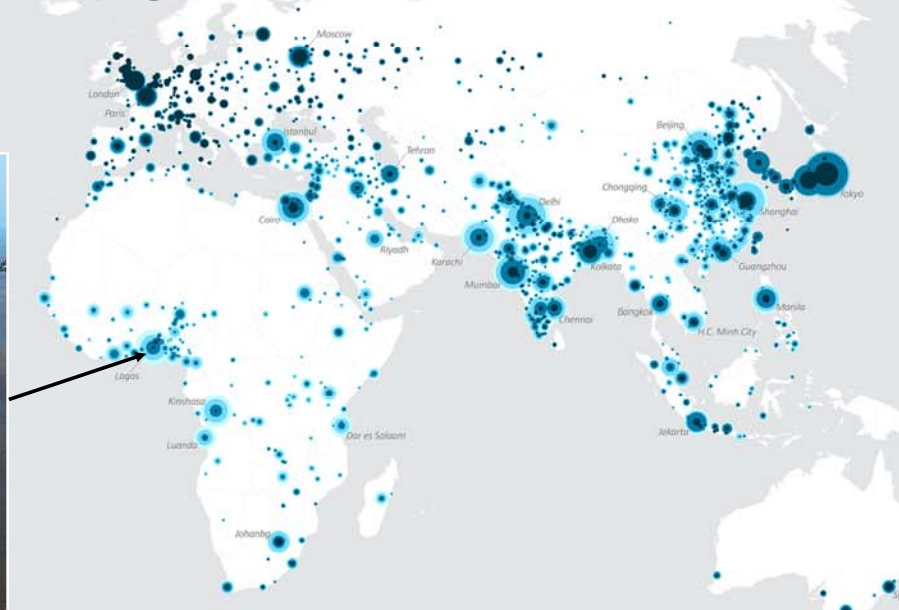 Moscow
London
Paris
Istanbul
Tehran
Beijing
Cairo
Delhi
Chongqing
Tokyo
Shanghai
Dhaka
Riyadh
Karachi
Kolkata
Guangzhou
Mumbai
Manila
Chennai
Bangkok
H.C. Minh City
Lagos
Kinshasa
Jakarta
Dar es Salaam
Luanda
Johanbg